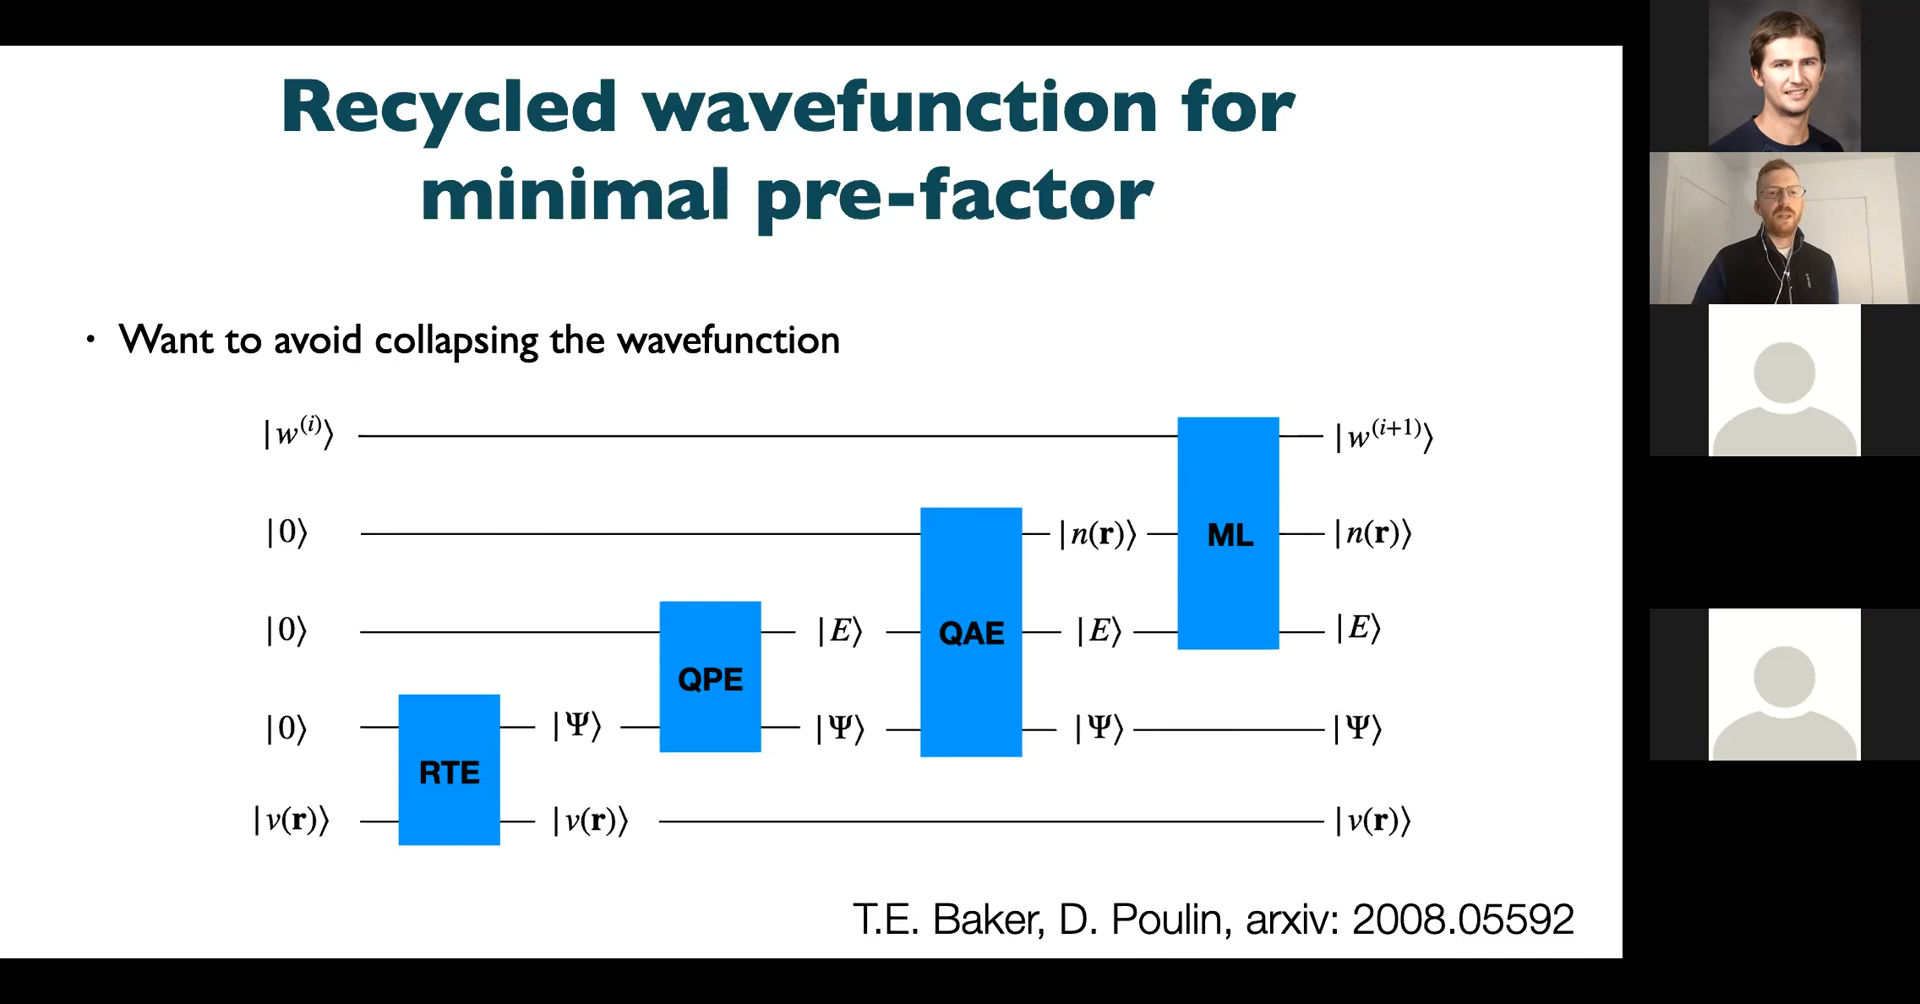 Recycled wavefunction for
minimal pre-factor
• Want to avoid collapsing the wavefunction
|w⁽ⁱ⁾⟩ |w⁽ⁱ⁺¹⁾⟩
|0⟩ |n(r)⟩ ML |n(r)⟩
|0⟩ |E⟩ QAE |E⟩ |E⟩
QPE
|0⟩ |Ψ⟩ |Ψ⟩ |Ψ⟩ |Ψ⟩
RTE
|v(r)⟩ |v(r)⟩ |v(r)⟩
T.E. Baker, D. Poulin, arxiv: 2008.05592